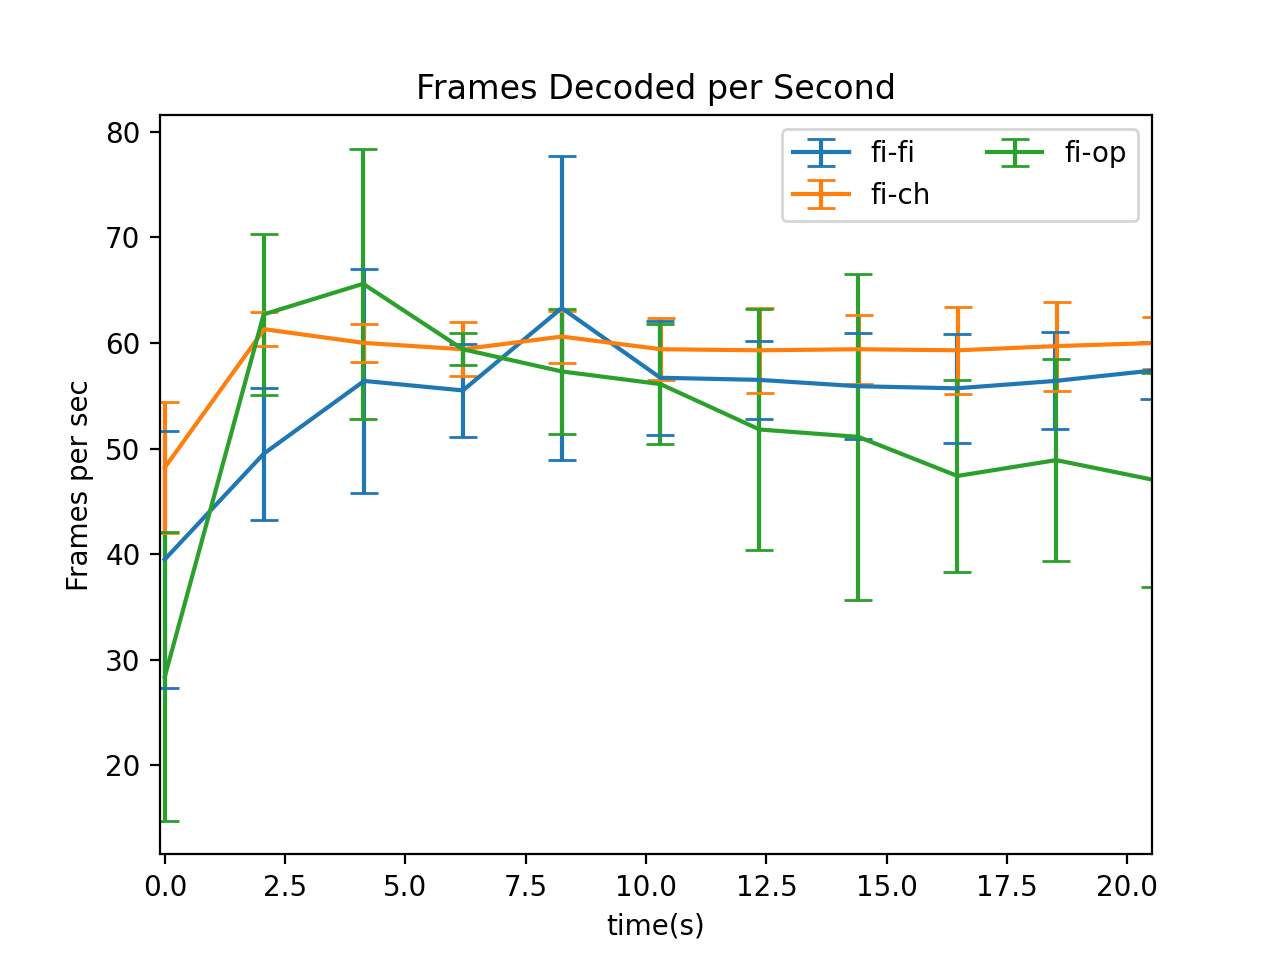 Frames Decoded per Second
80
70
60
50
40
30
20
Frames per sec
fi-fi
fi-ch
fi-op
0.0 2.5 5.0 7.5 10.0 12.5 15.0 17.5 20.0
time(s)